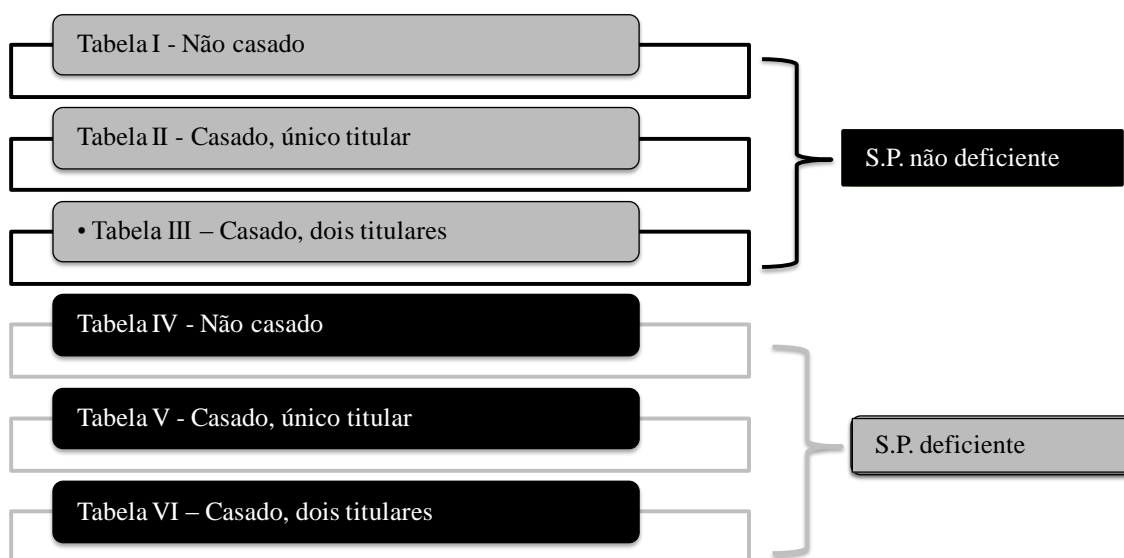 Tabela I - Não casado
Tabela II - Casado, único titular
• Tabela III – Casado, dois titulares
S.P. não deficiente
Tabela IV - Não casado
Tabela V - Casado, único titular
Tabela VI – Casado, dois titulares
S.P. deficiente